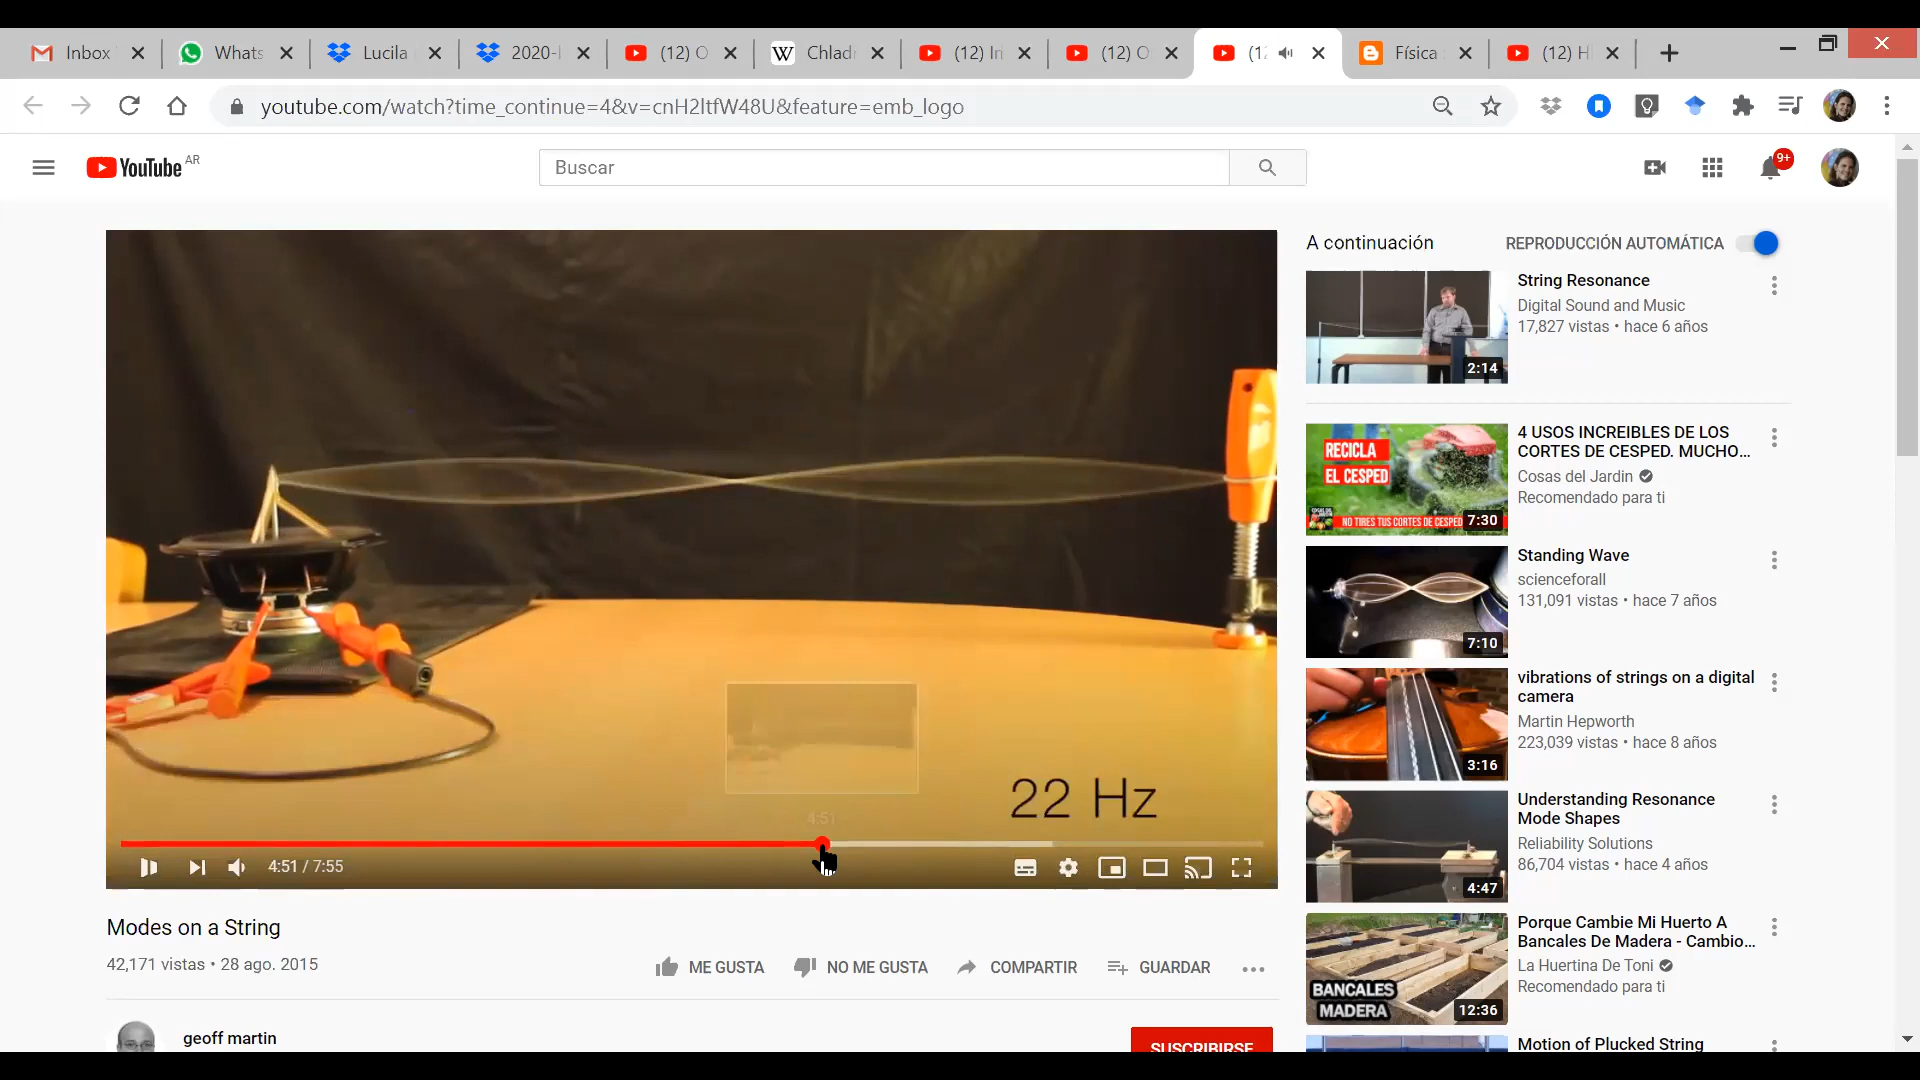 Inbox
Whats
Lucila
2020-
(12) O
W Chladi
(12) In
(12) O
(12
Física
(12) H
youtube.com/watch?time_continue=4&v=cnH2ltfW48U&feature=emb_logo
YouTube AR
Buscar
9+
22 Hz
4:51
4:51 / 7:55
Modes on a String
42,171 vistas • 28 ago. 2015
ME GUSTA
NO ME GUSTA
COMPARTIR
GUARDAR
geoff martin
SUSCRIBIRSE
A continuación
REPRODUCCIÓN AUTOMÁTICA
String Resonance
Digital Sound and Music
17,827 vistas • hace 6 años
2:14
RECICLA
EL CESPED
NO TIRES TUS CORTES DE CESPED
7:30
4 USOS INCREIBLES DE LOS
CORTES DE CESPED. MUCHO...
Cosas del Jardin
Recomendado para ti
7:10
Standing Wave
scienceforall
131,091 vistas • hace 7 años
3:16
vibrations of strings on a digital
camera
Martin Hepworth
223,039 vistas • hace 8 años
4:47
Understanding Resonance
Mode Shapes
Reliability Solutions
86,704 vistas • hace 4 años
BANCALES
MADERA
12:36
Porque Cambie Mi Huerto A
Bancales De Madera - Cambio...
La Huertina De Toni
Recomendado para ti
Motion of Plucked String